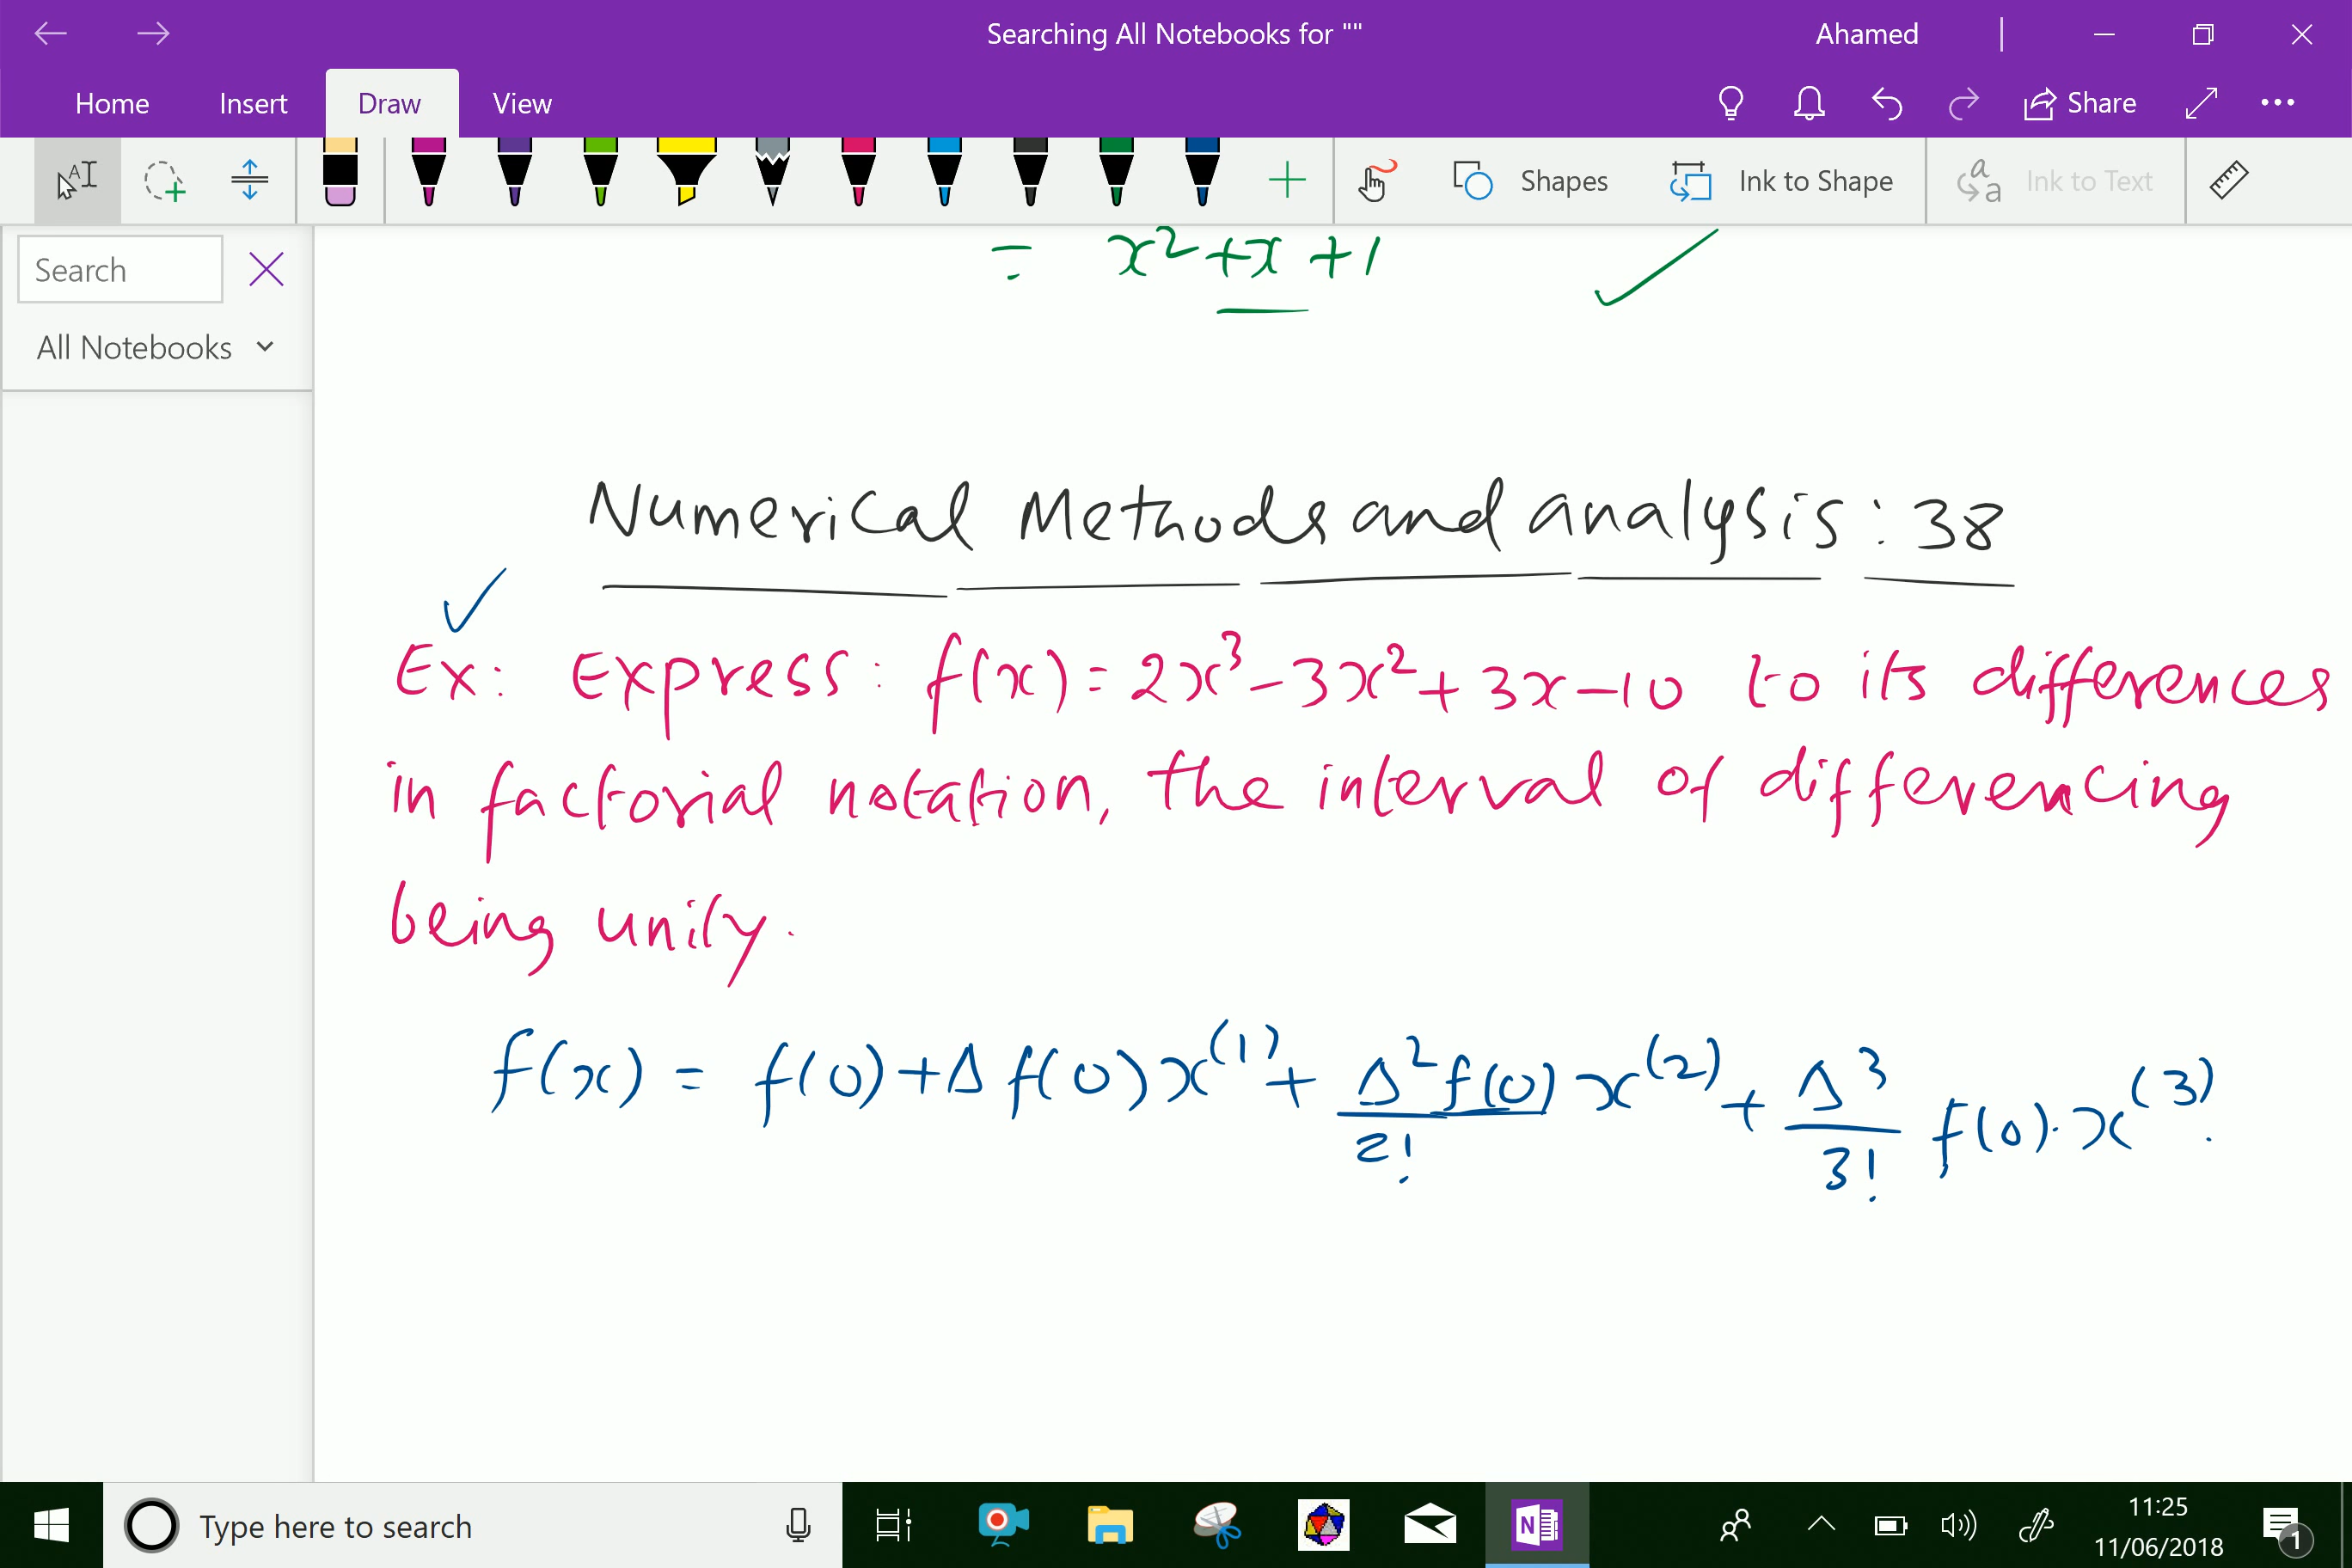 Searching All Notebooks for ""
Ahamed
Home Insert Draw View
Share
Shapes
Ink to Shape
Ink to Text
Search
All Notebooks
= x² + x + 1
Numerical Methods and analysis : 38
Ex: Express: f(x) = 2x³ - 3x² + 3x - 10 to its differences
in factorial notation, the interval of differencing
being unity.
f(x) = f(0) + Δ f(0) x⁽¹⁾ + Δ² f(0)/2! x⁽²⁾ + Δ³/3! f(0) . x⁽³⁾.
Type here to search
N
11:25
11/06/2018
1